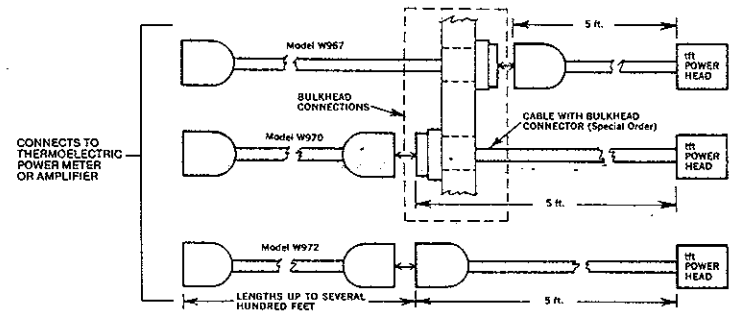 5 ft.
Model W967
tft
POWER
HEAD
BULKHEAD
CONNECTIONS
CABLE WITH BULKHEAD
CONNECTOR (Special Order)
CONNECTS TO
THERMOELECTRIC
POWER METER
OR AMPLIFIER
Model W970
tft
POWER
HEAD
5 ft.
Model W972
tft
POWER
HEAD
LENGTHS UP TO SEVERAL
HUNDRED FEET
5 ft.